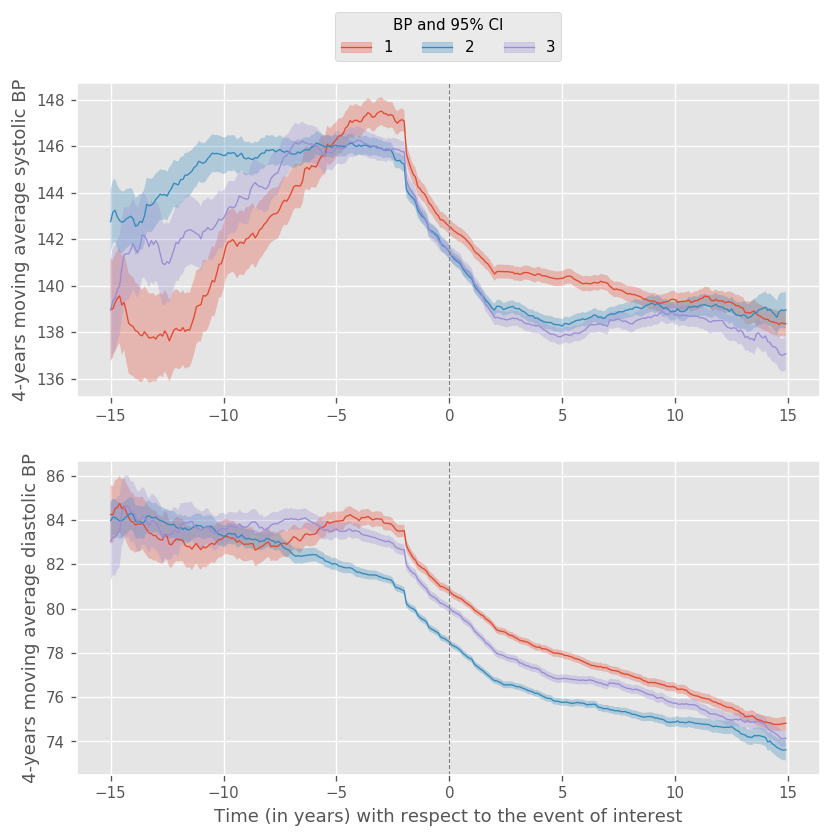 BP and 95% CI
1 2 3
4-years moving average systolic BP
148
146
144
142
140
138
136
−15 −10 −5 0 5 10 15
4-years moving average diastolic BP
86
84
82
80
78
76
74
−15 −10 −5 0 5 10 15
Time (in years) with respect to the event of interest